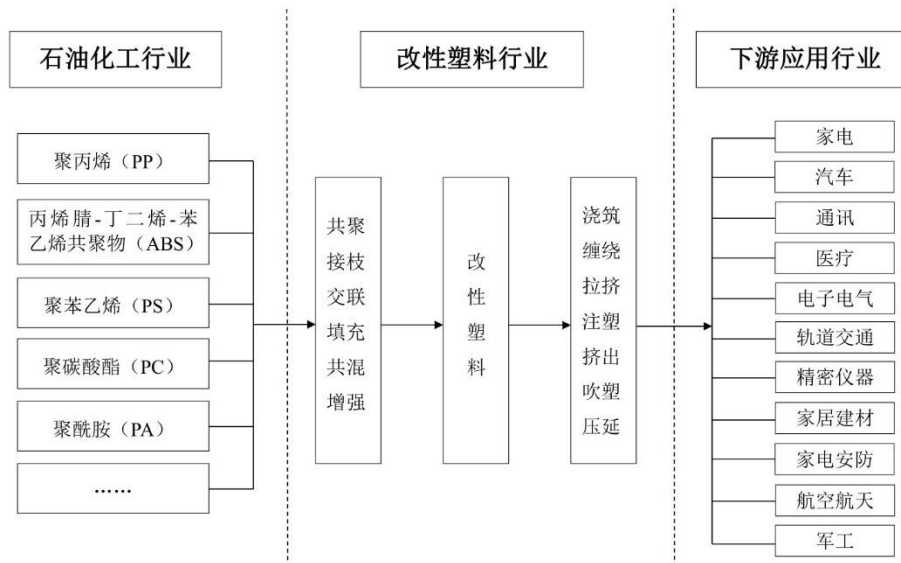 石油化工行业
聚丙烯（PP）
丙烯腈-丁二烯-苯
乙烯共聚物（ABS）
聚苯乙烯（PS）
聚碳酸酯（PC）
聚酰胺（PA）
……
改性塑料行业
共聚
接枝
交联
填充
共混
增强
改
性
塑
料
浇筑
缠绕
拉挤
注塑
挤出
吹塑
压延
下游应用行业
家电
汽车
通讯
医疗
电子电气
轨道交通
精密仪器
家居建材
家电安防
航空航天
军工